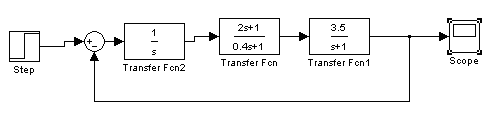 1
s
2s+1
0.4s+1
3.5
s+1
Step
Transfer Fcn2
Transfer Fcn
Transfer Fcn1
Scope